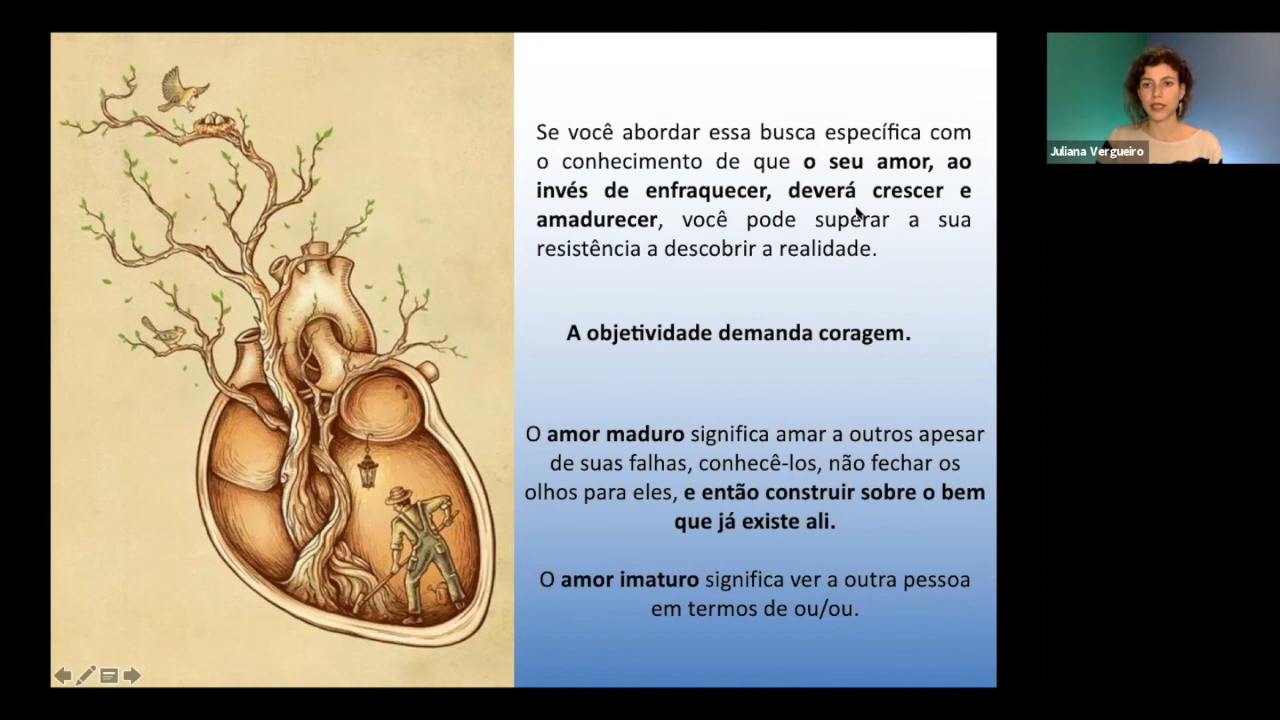 Se você abordar essa busca específica com
o conhecimento de que o seu amor, ao
invés de enfraquecer, deverá crescer e
amadurecer, você pode superar a sua
resistência a descobrir a realidade.
A objetividade demanda coragem.
O amor maduro significa amar a outros apesar
de suas falhas, conhecê-los, não fechar os
olhos para eles, e então construir sobre o bem
que já existe ali.
O amor imaturo significa ver a outra pessoa
em termos de ou/ou.
Juliana Vergueiro